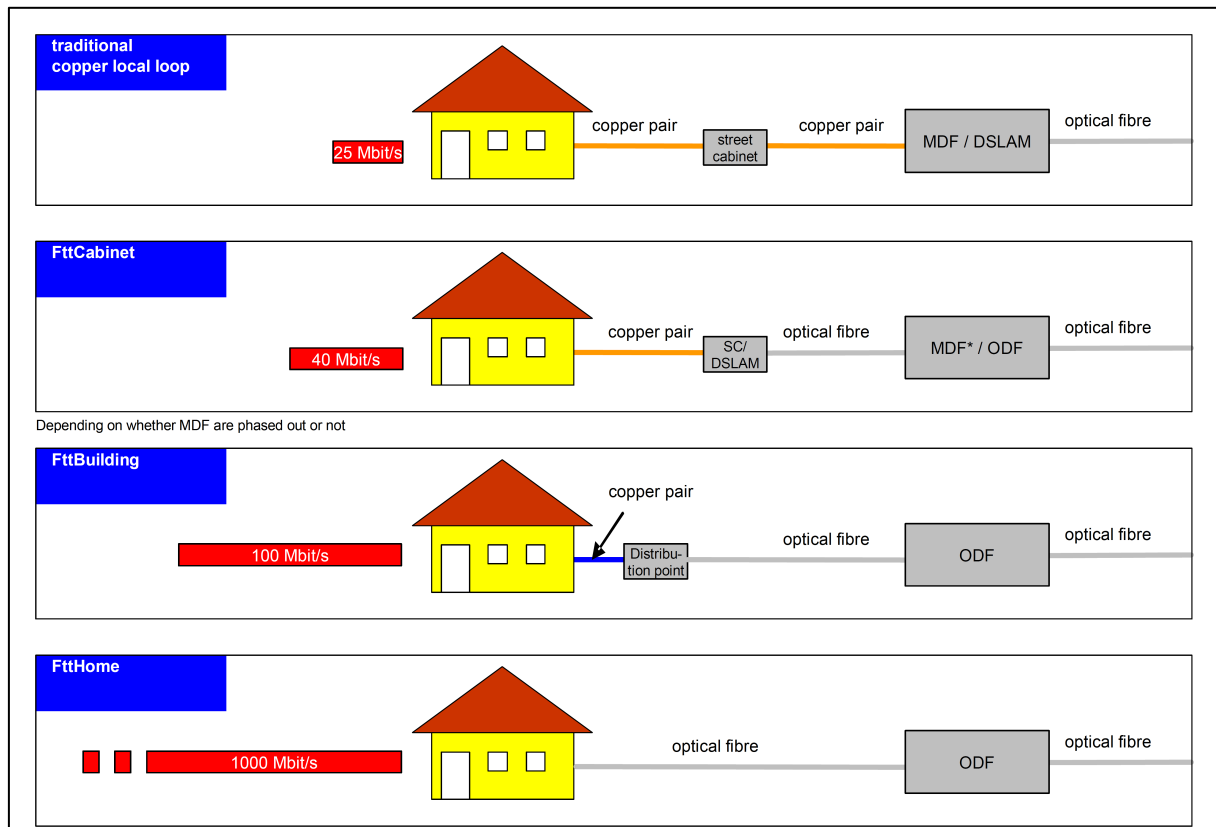 traditional
copper local loop
25 Mbit/s
copper pair
street
cabinet
copper pair
MDF / DSLAM
optical fibre
FttCabinet
40 Mbit/s
copper pair
SC/
DSLAM
optical fibre
MDF* / ODF
optical fibre
Depending on whether MDF are phased out or not
FttBuilding
100 Mbit/s
copper pair
Distribu-
tion point
optical fibre
ODF
optical fibre
FttHome
1000 Mbit/s
optical fibre
ODF
optical fibre